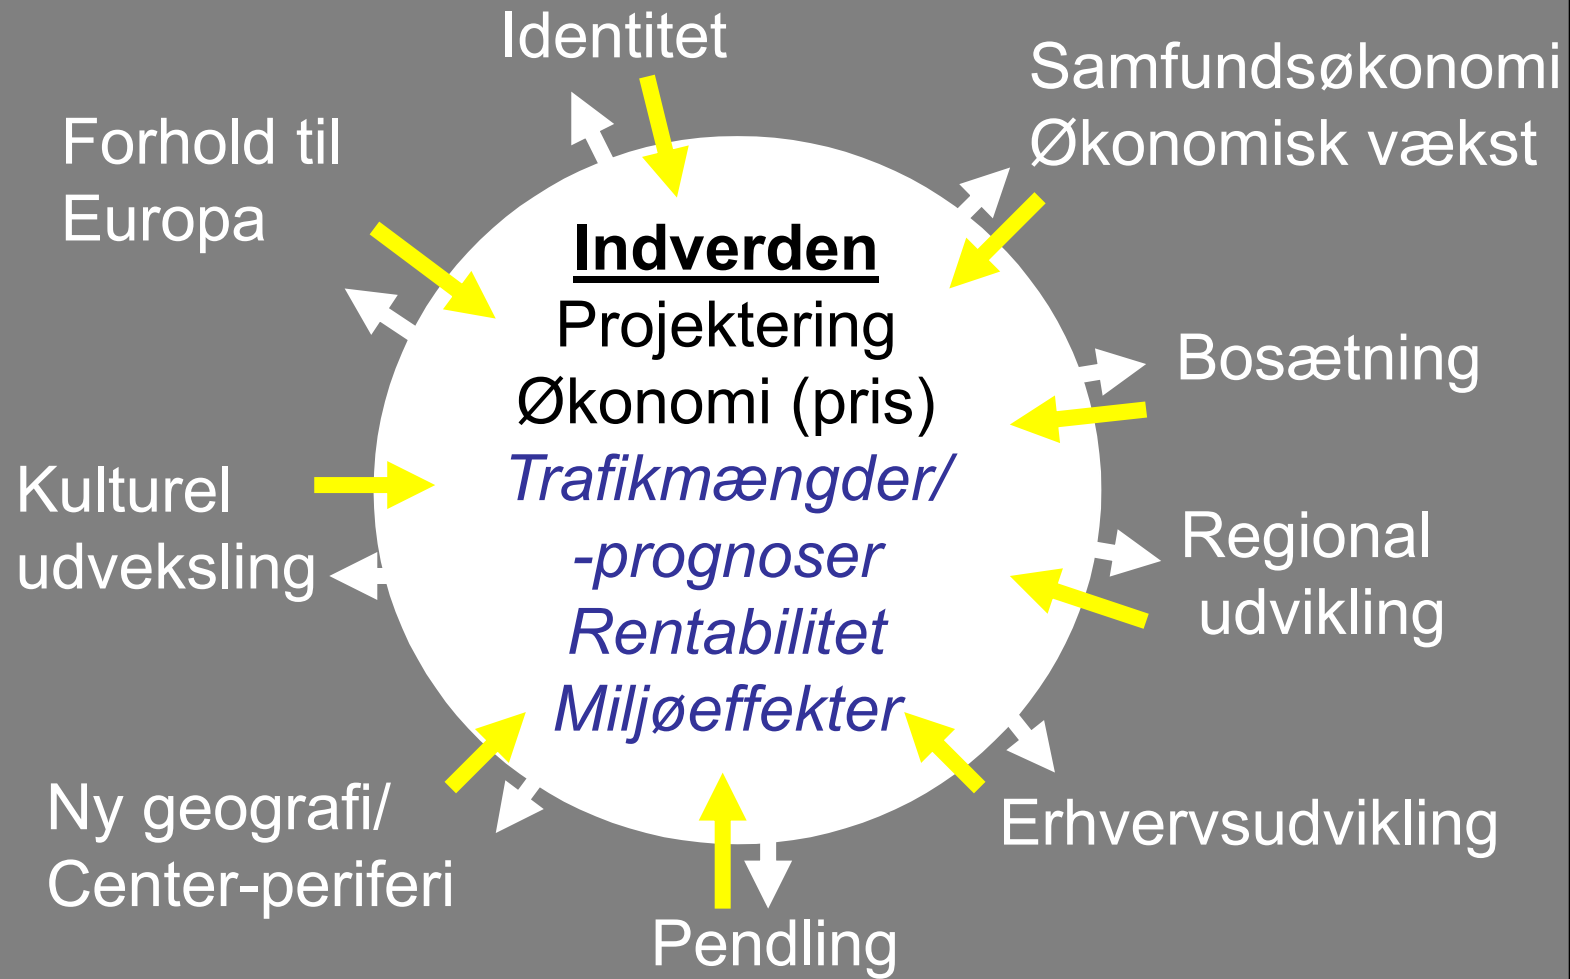 Identitet
Samfundsøkonomi
Økonomisk vækst
Forhold til
Europa
Indverden
Projektering
Økonomi (pris)
Trafikmængder/
-prognoser
Rentabilitet
Miljøeffekter
Bosætning
Kulturel
udveksling
Regional
udvikling
Ny geografi/
Center-periferi
Erhvervsudvikling
Pendling